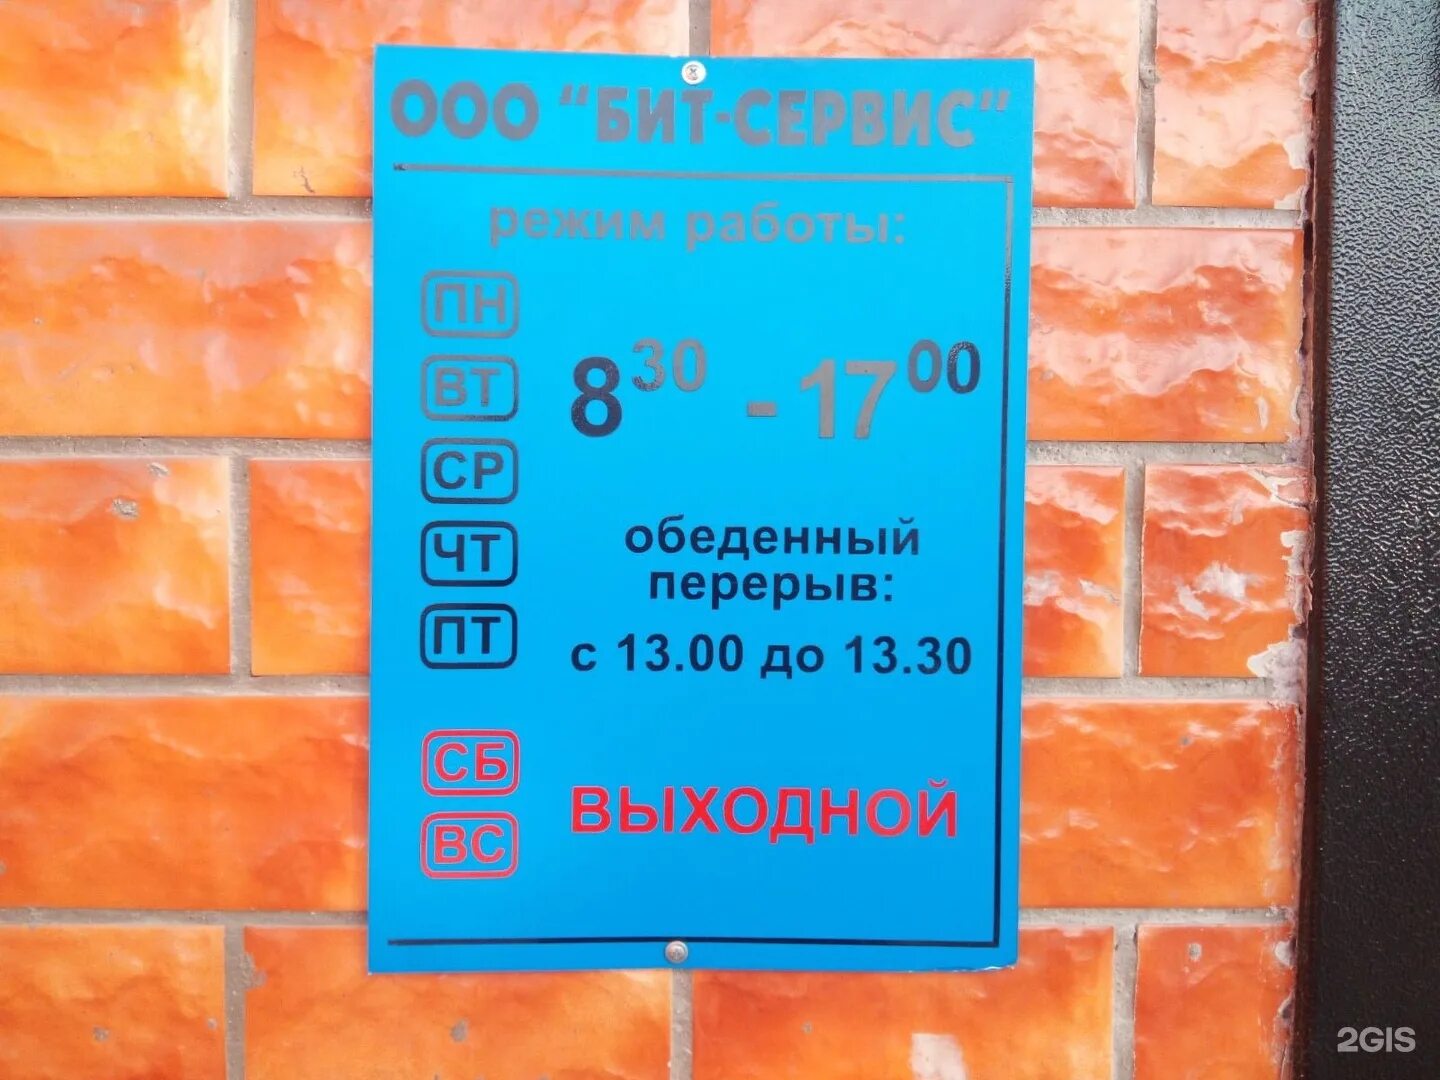 ООО "БИТ-СЕРВИС"
режим работы:
ПН
ВТ
СР
ЧТ
ПТ
8³⁰ - 17⁰⁰
обеденный
перерыв:
с 13.00 до 13.30
СБ
ВС
ВЫХОДНОЙ
2GIS